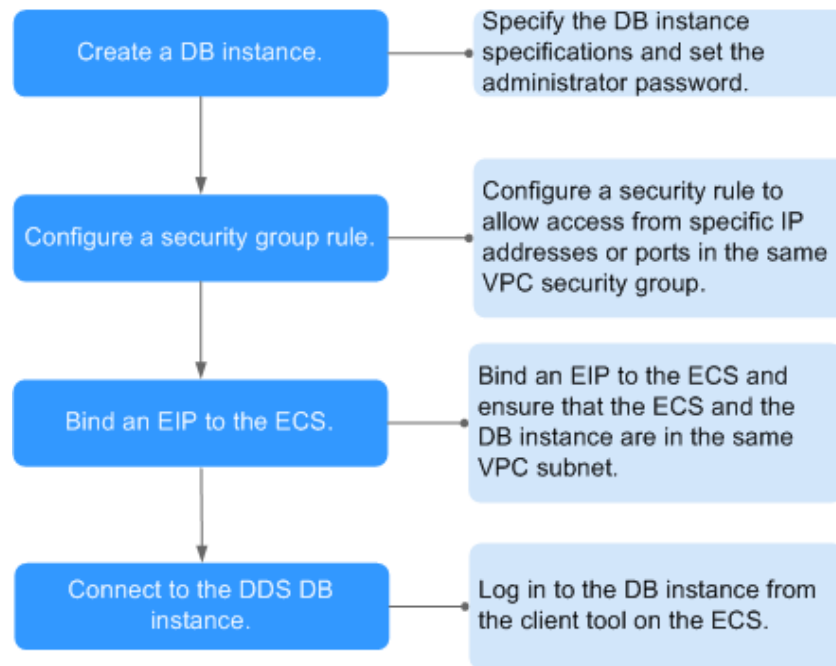 Create a DB instance.
Specify the DB instance
specifications and set the
administrator password.
Configure a security group rule.
Configure a security rule to
allow access from specific IP
addresses or ports in the same
VPC security group.
Bind an EIP to the ECS.
Bind an EIP to the ECS and
ensure that the ECS and the
DB instance are in the same
VPC subnet.
Connect to the DDS DB
instance.
Log in to the DB instance from
the client tool on the ECS.